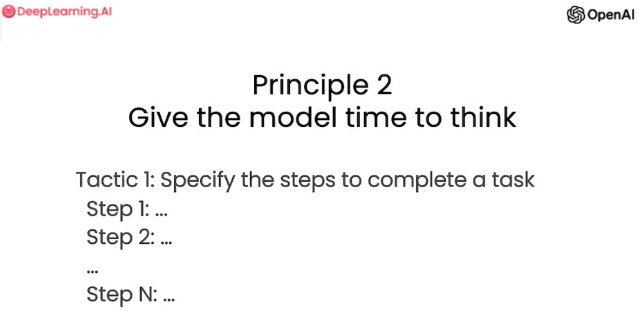 DeepLearning.AI
OpenAI
Principle 2
Give the model time to think
Tactic 1: Specify the steps to complete a task
Step 1: ...
Step 2: ...
...
Step N: ...